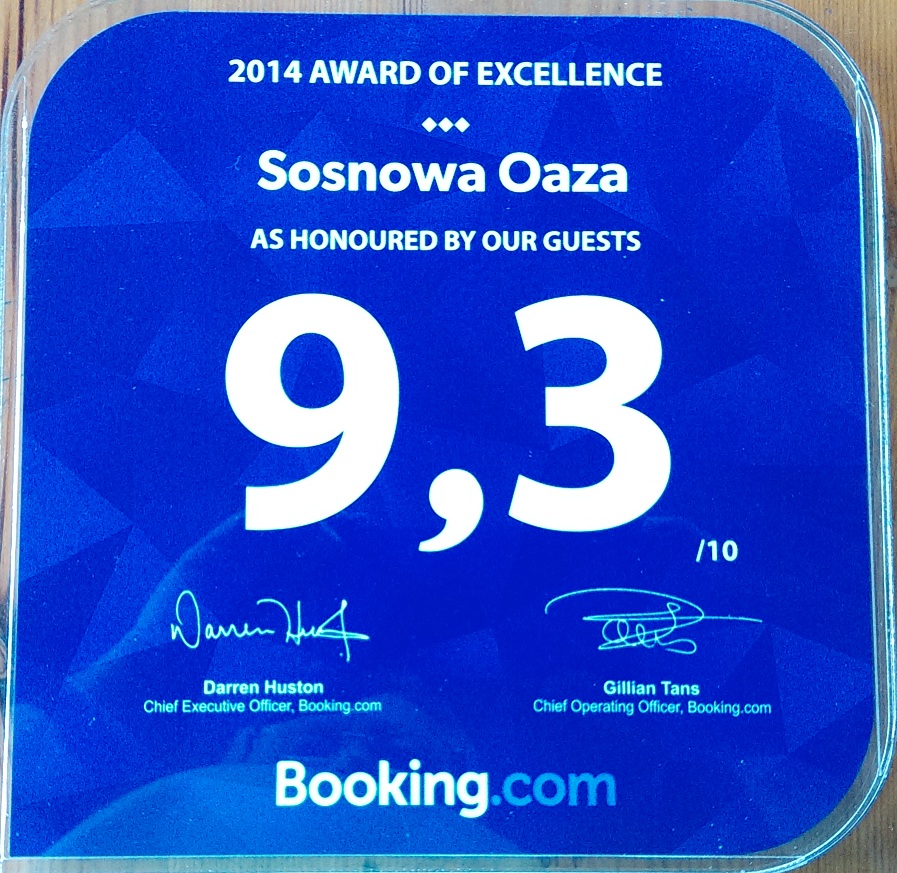 2014 AWARD OF EXCELLENCE
Sosnowa Oaza
AS HONOURED BY OUR GUESTS
9,3
/10
Darren Huston
Gillian Tans
Chief Executive Officer, Booking.com
Chief Operating Officer, Booking.com
Booking.com